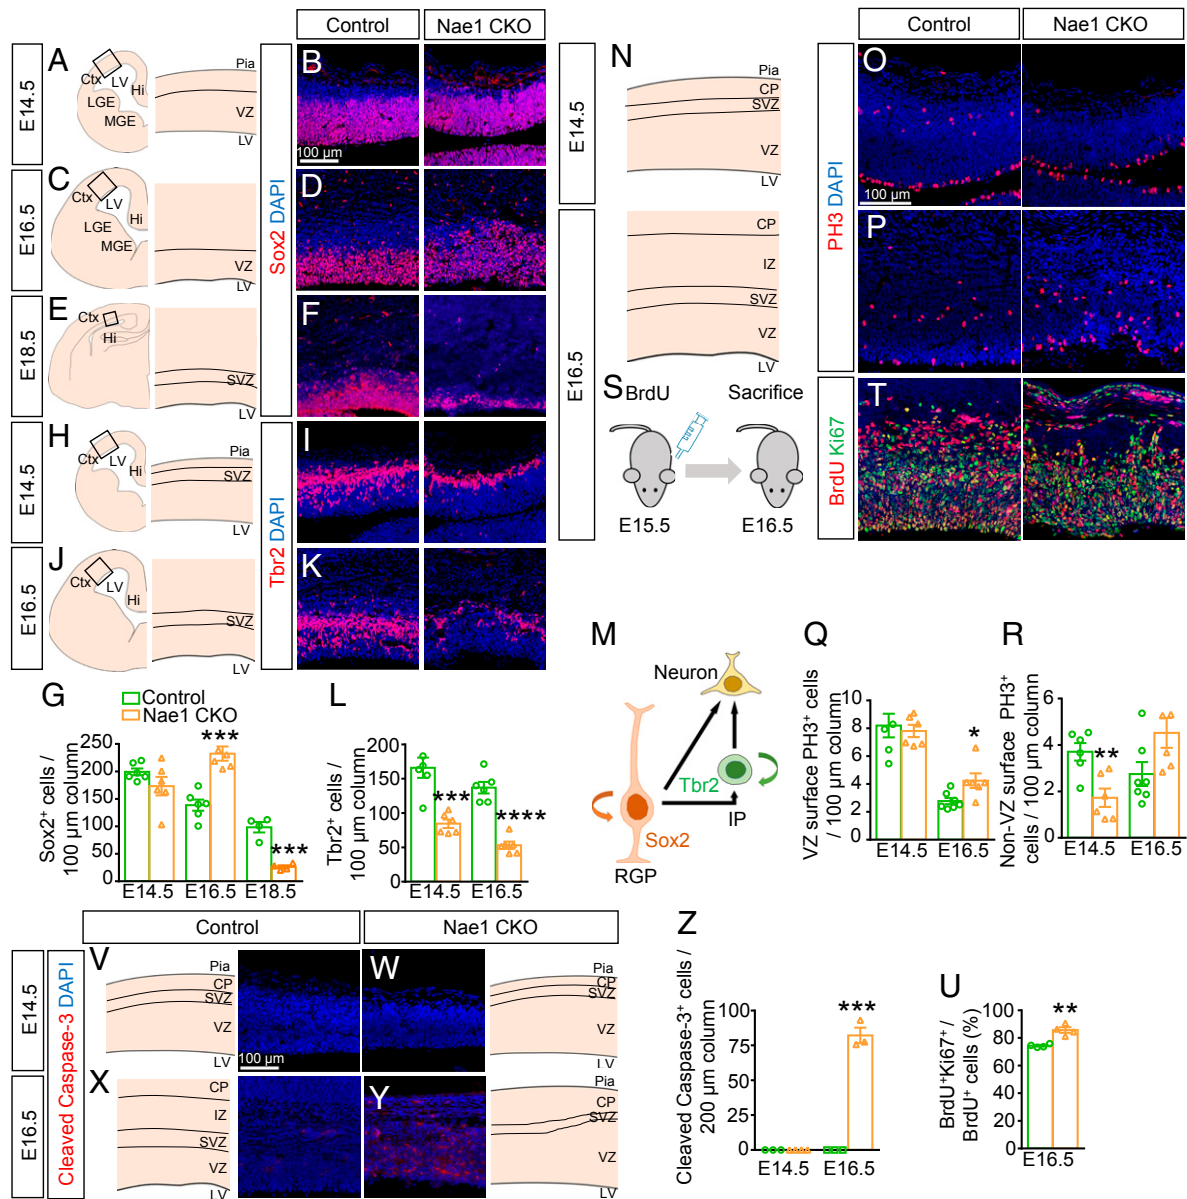 Control
Nae1 CKO
E14.5
A
Ctx
LV
Hi
LGE
MGE
Pia
VZ
LV
B
100 µm
E16.5
C
Ctx
LV
Hi
LGE
MGE
VZ
LV
D
Sox2 DAPI
E18.5
E
Ctx
Hi
SVZ
LV
F
E14.5
H
Ctx
LV
Hi
Pia
SVZ
LV
I
Tbr2 DAPI
E16.5
J
Ctx
LV
Hi
SVZ
LV
K
Control
Nae1 CKO
E14.5
N
Pia
CP
SVZ
VZ
LV
O
100 µm
PH3 DAPI
E16.5
CP
IZ
SVZ
VZ
LV
P
S
BrdU
Sacrifice
E15.5
E16.5
BrdU Ki67
T
G
Control
Nae1 CKO
Sox2+ cells /
100 µm column
250
200
150
100
50
0
***
***
E14.5
E16.5
E18.5
L
Tbr2+ cells /
100 µm column
200
150
100
50
0
***
****
E14.5
E16.5
M
Neuron
Tbr2
IP
Sox2
RGP
Q
VZ surface PH3+ cells
/ 100 µm column
8
6
4
2
0
*
E14.5
E16.5
R
Non-VZ surface PH3+
cells / 100 µm column
6
4
2
0
**
E14.5
E16.5
Control
Nae1 CKO
E14.5
Cleaved Caspase-3 DAPI
V
Pia
CP
SVZ
VZ
LV
100 µm
W
Pia
CP
SVZ
VZ
LV
E16.5
X
CP
IZ
SVZ
VZ
LV
Y
Pia
CP
SVZ
VZ
LV
Z
Cleaved Caspase-3+ cells /
200 µm column
100
75
50
25
0
***
E14.5
E16.5
U
BrdU+Ki67+ /
BrdU+ cells (%)
100
80
60
40
20
0
**
E16.5